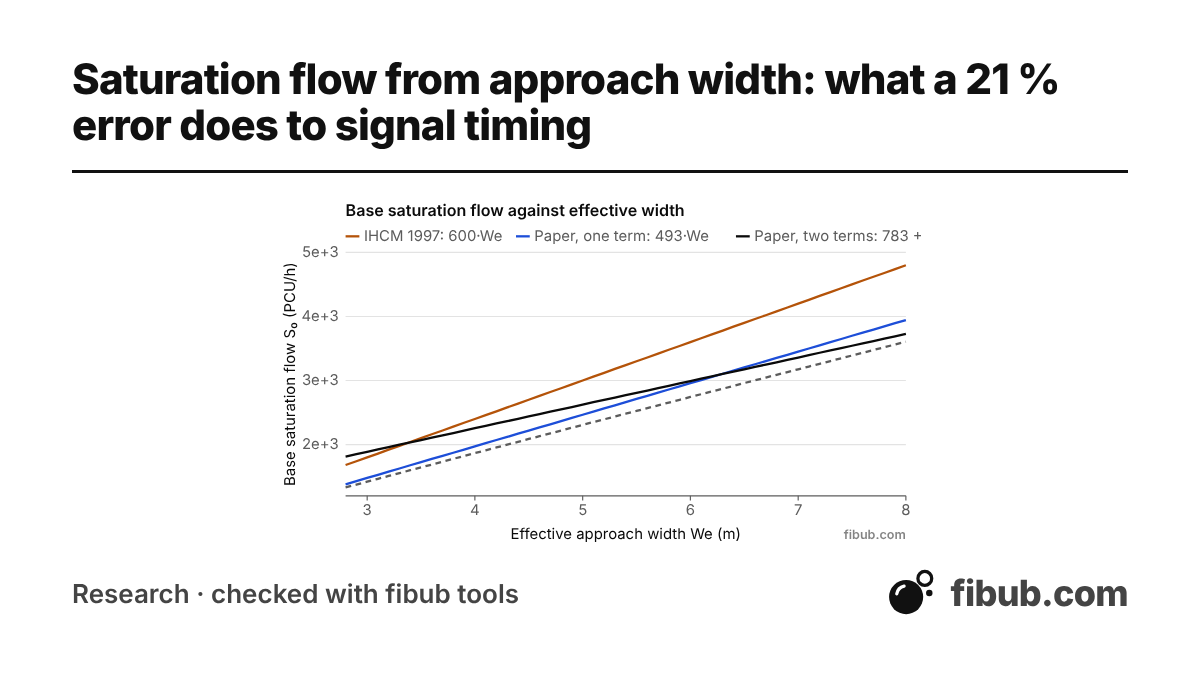 Saturation flow from approach width: what a 21 %
error does to signal timing
Base saturation flow against effective width
IHCM 1997: 600·We
Paper, one term: 493·We
Paper, two terms: 783 +
Base saturation flow S₀ (PCU/h)
5e+3
4e+3
3e+3
2e+3
3 4 5 6 7 8
Effective approach width We (m)
fibub.com
Research · checked with fibub tools
fibub.com